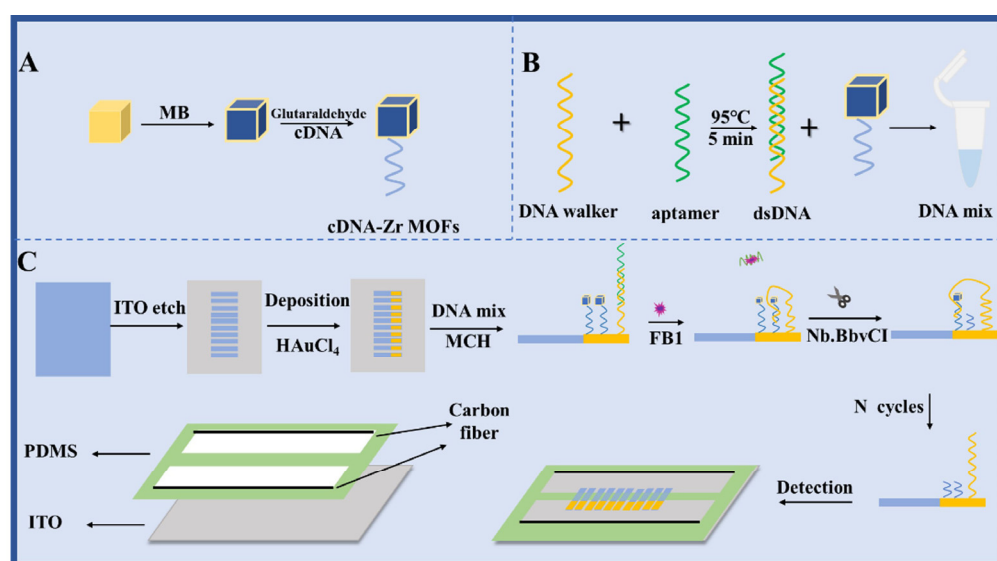 A
MB
Glutaraldehyde
cDNA
cDNA-Zr MOFs
B
+
95°C
5 min
+
DNA walker
aptamer
dsDNA
DNA mix
C
ITO etch
Deposition
HAuCl₄
DNA mix
MCH
FB1
Nb.BbvCI
N cycles
Carbon
fiber
PDMS
ITO
Detection